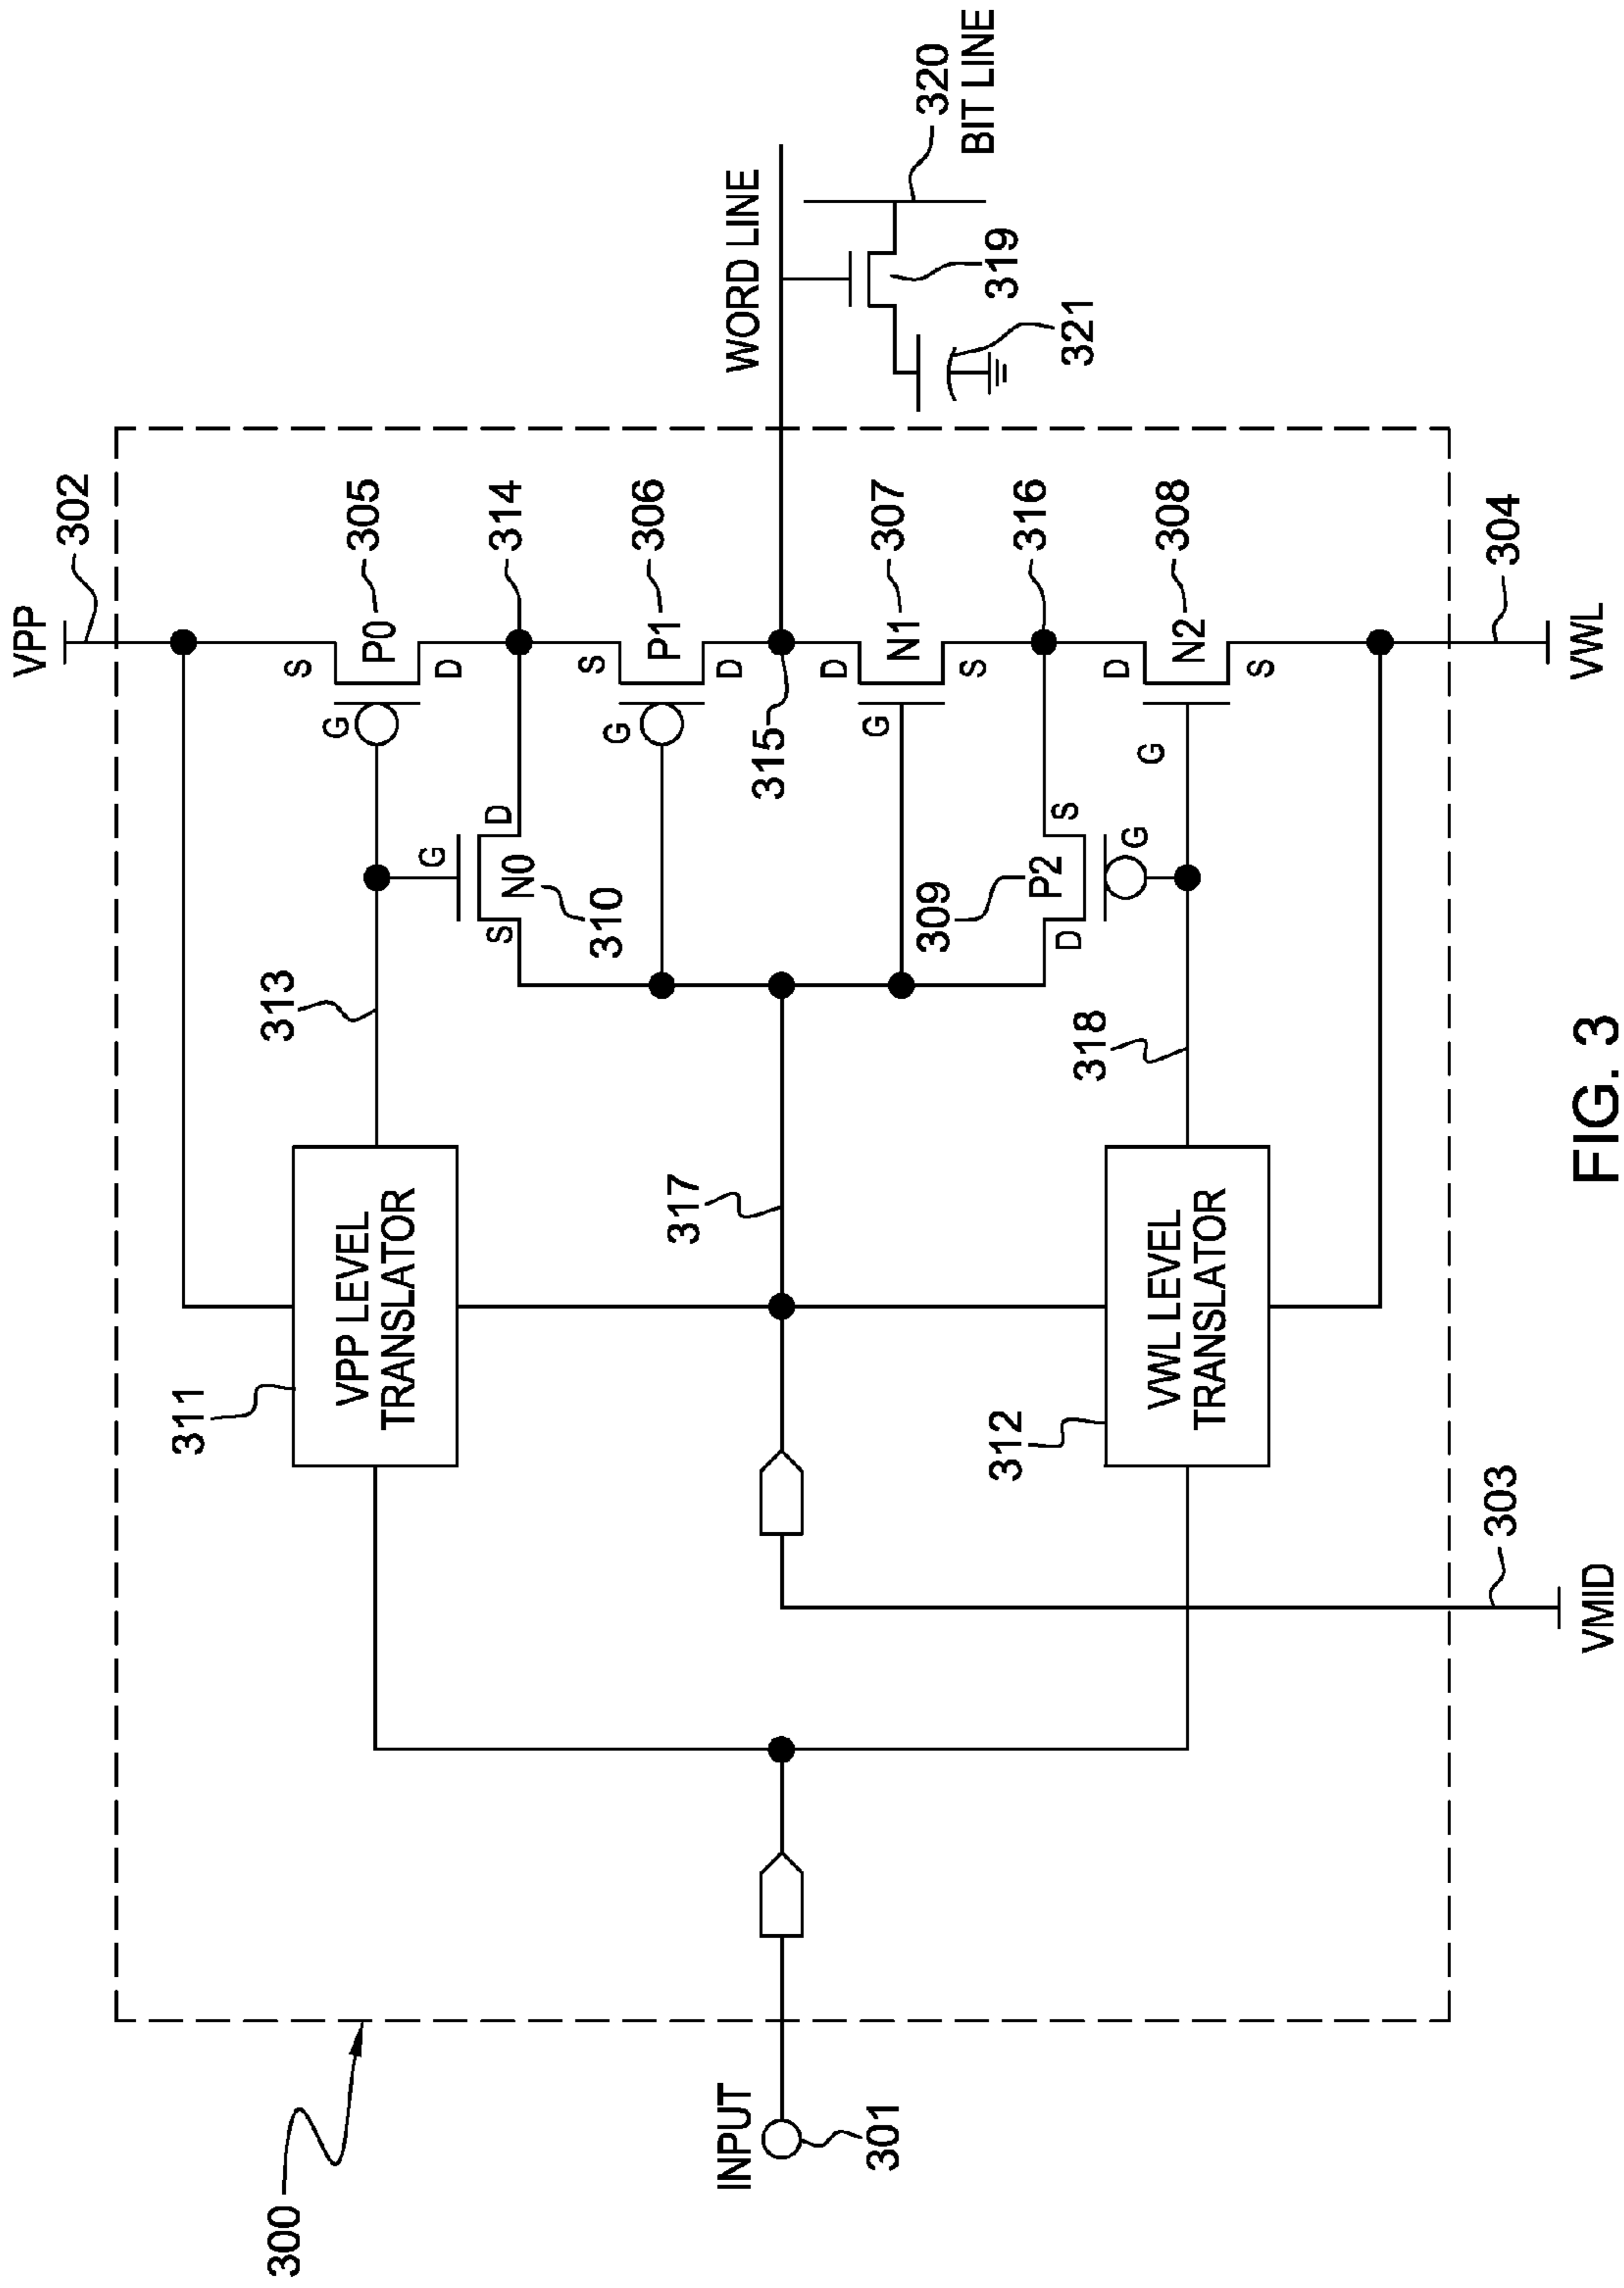 300
INPUT
301
VMID
303
311
VPP LEVEL
TRANSLATOR
312
VWL LEVEL
TRANSLATOR
317
313
318
S
N0
310
G
D
D
P2
309
S
G
VPP
302
S
G
P0
D
305
314
S
G
P1
D
306
315
D
G
N1
S
307
316
D
G
N2
S
308
VWL
304
WORD LINE
319
321
320
BIT LINE
FIG. 3